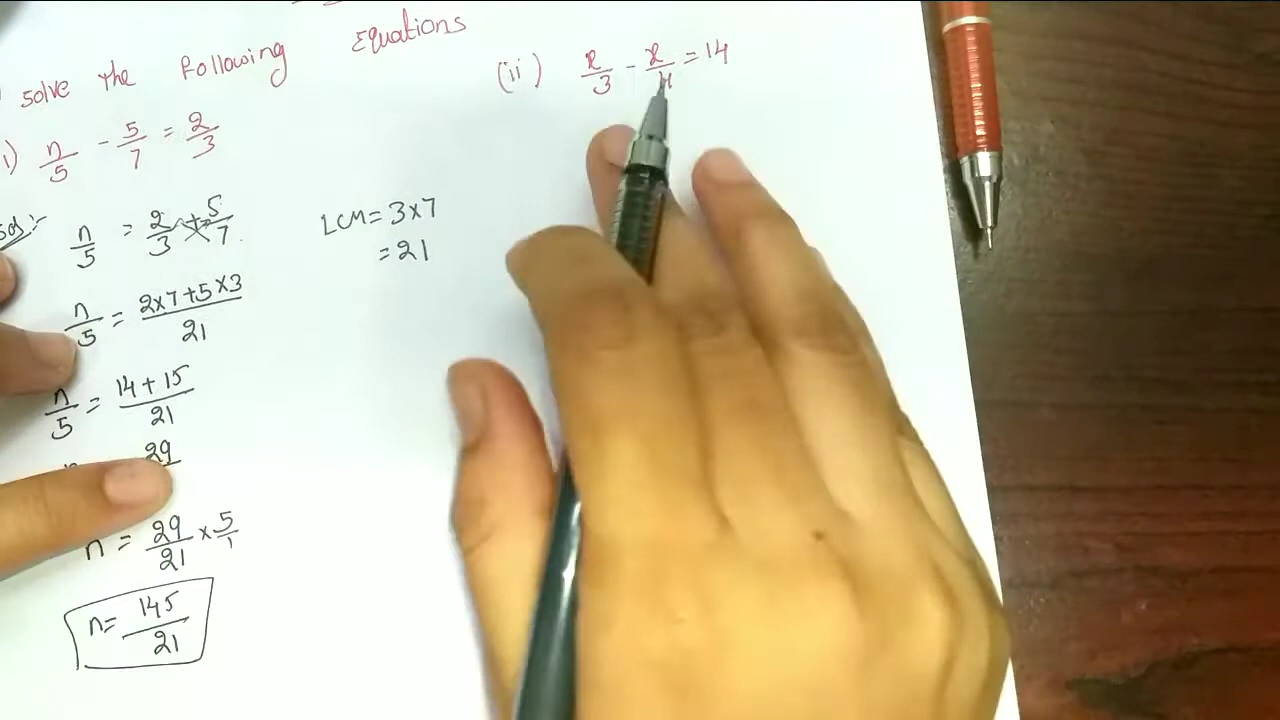 solve the following Equations
i) n/5 - 5/7 = 2/3
Sol:-
n/5 = 2/3 + 5/7
LCM = 3×7
= 21
n/5 = 2×7+5×3/21
n/5 = 14+15/21
29
n = 29/21 × 5/1
n = 145/21
(ii) x/3 - x/4 = 14